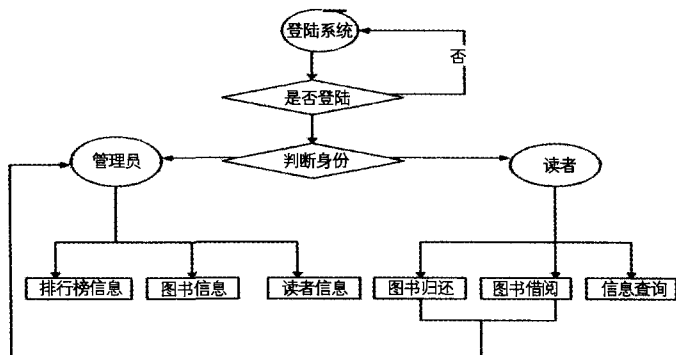 登陆系统
否
是否登陆
管理员
判断身份
读者
排行榜信息
图书信息
读者信息
图书归还
图书借阅
信息查询